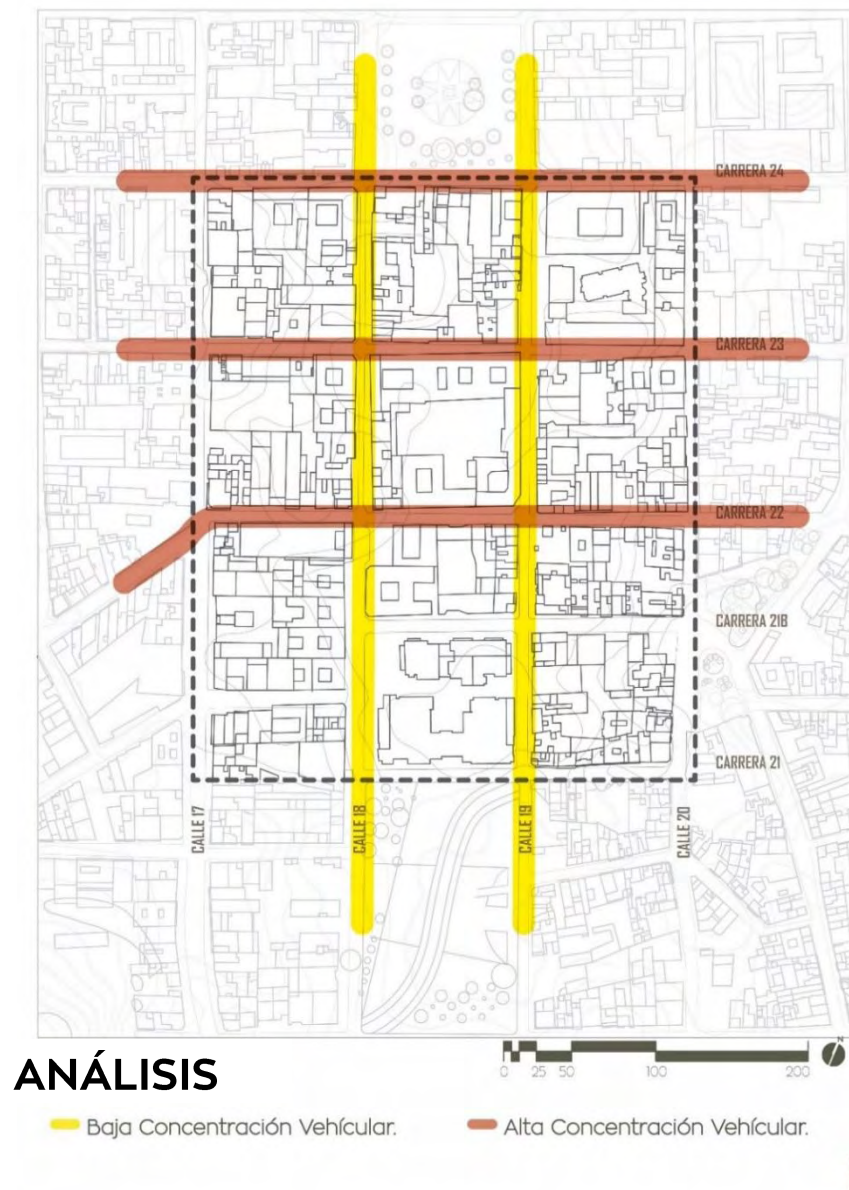 CARRERA 24
CARRERA 23
CARRERA 22
CARRERA 21B
CARRERA 21
CALLE 17
CALLE 18
CALLE 19
CALLE 20
N
0 25 50 100 200
ANÁLISIS
Baja Concentración Vehícular. Alta Concentración Vehícular.